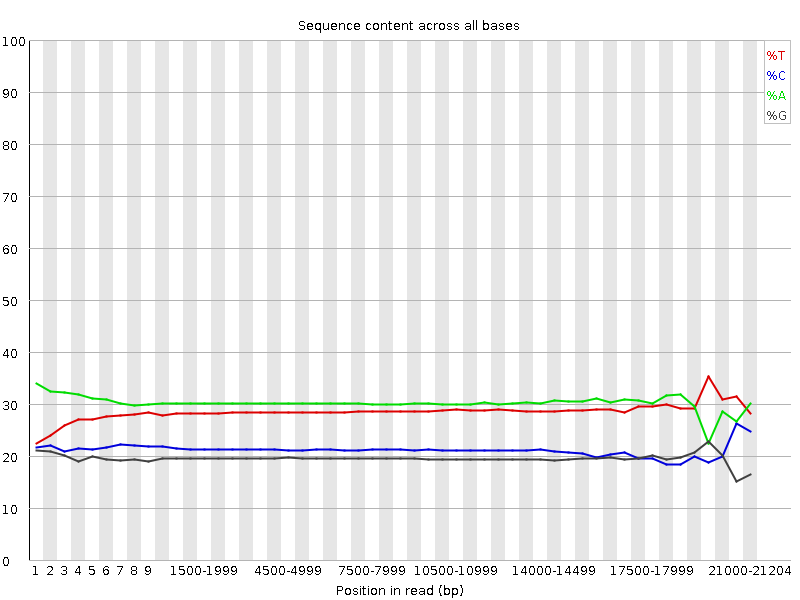 Sequence content across all bases
100
90
80
70
60
50
40
30
20
10
0
%T
%C
%A
%G
1 2 3 4 5 6 7 8 9 1500-1999 4500-4999 7500-7999 10500-10999 14000-14499 17500-17999 21000-21204
Position in read (bp)